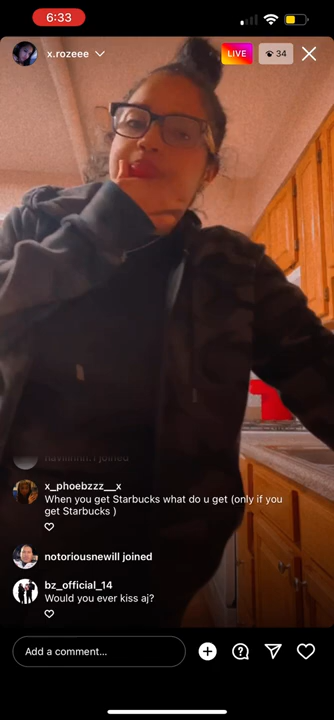 6:33
x.rozeee
LIVE
34
joined
x_phoebzzz__x
When you get Starbucks what do u get (only if you
get Starbucks )
notoriousnewill joined
bz_official_14
Would you ever kiss aj?
Add a comment...